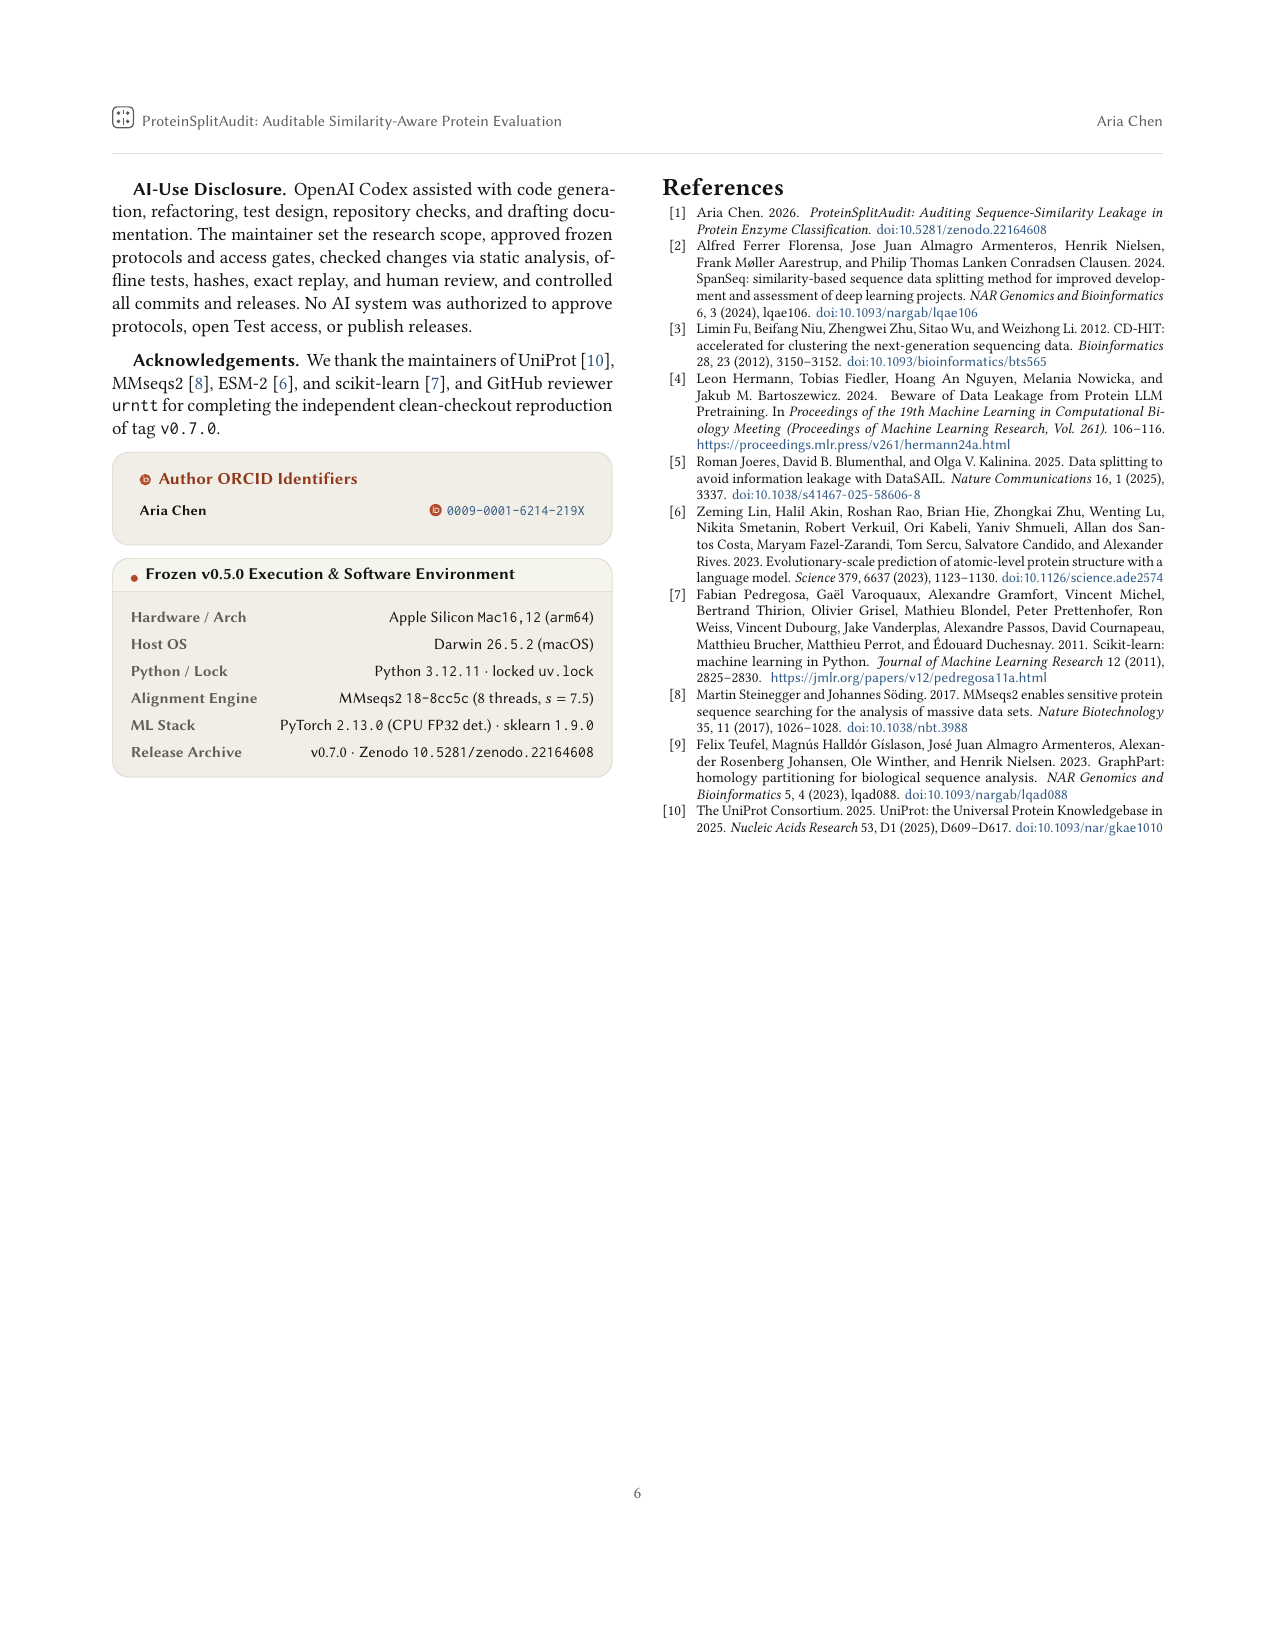 ProteinSplitAudit: Auditable Similarity-Aware Protein Evaluation
Aria Chen
AI-Use Disclosure. OpenAI Codex assisted with code genera-
tion, refactoring, test design, repository checks, and drafting docu-
mentation. The maintainer set the research scope, approved frozen
protocols and access gates, checked changes via static analysis, of-
fline tests, hashes, exact replay, and human review, and controlled
all commits and releases. No AI system was authorized to approve
protocols, open Test access, or publish releases.
Acknowledgements. We thank the maintainers of UniProt [10],
MMseqs2 [8], ESM-2 [6], and scikit-learn [7], and GitHub reviewer
urntt for completing the independent clean-checkout reproduction
of tag v0.7.0.
Author ORCID Identifiers
Aria Chen 0009-0001-6214-219X
Frozen v0.5.0 Execution & Software Environment
Hardware / Arch Apple Silicon Mac16,12 (arm64)
Host OS Darwin 26.5.2 (macOS)
Python / Lock Python 3.12.11 · locked uv.lock
Alignment Engine MMseqs2 18-8cc5c (8 threads, s = 7.5)
ML Stack PyTorch 2.13.0 (CPU FP32 det.) · sklearn 1.9.0
Release Archive v0.7.0 · Zenodo 10.5281/zenodo.22164608
References
[1] Aria Chen. 2026. ProteinSplitAudit: Auditing Sequence-Similarity Leakage in
Protein Enzyme Classification. doi:10.5281/zenodo.22164608
[2] Alfred Ferrer Florensa, Jose Juan Almagro Armenteros, Henrik Nielsen,
Frank Møller Aarestrup, and Philip Thomas Lanken Conradsen Clausen. 2024.
SpanSeq: similarity-based sequence data splitting method for improved develop-
ment and assessment of deep learning projects. NAR Genomics and Bioinformatics
6, 3 (2024), lqae106. doi:10.1093/nargab/lqae106
[3] Limin Fu, Beifang Niu, Zhengwei Zhu, Sitao Wu, and Weizhong Li. 2012. CD-HIT:
accelerated for clustering the next-generation sequencing data. Bioinformatics
28, 23 (2012), 3150–3152. doi:10.1093/bioinformatics/bts565
[4] Leon Hermann, Tobias Fiedler, Hoang An Nguyen, Melania Nowicka, and
Jakub M. Bartoszewicz. 2024. Beware of Data Leakage from Protein LLM
Pretraining. In Proceedings of the 19th Machine Learning in Computational Bi-
ology Meeting (Proceedings of Machine Learning Research, Vol. 261). 106–116.
https://proceedings.mlr.press/v261/hermann24a.html
[5] Roman Joeres, David B. Blumenthal, and Olga V. Kalinina. 2025. Data splitting to
avoid information leakage with DataSAIL. Nature Communications 16, 1 (2025),
3337. doi:10.1038/s41467-025-58606-8
[6] Zeming Lin, Halil Akin, Roshan Rao, Brian Hie, Zhongkai Zhu, Wenting Lu,
Nikita Smetanin, Robert Verkuil, Ori Kabeli, Yaniv Shmueli, Allan dos San-
tos Costa, Maryam Fazel-Zarandi, Tom Sercu, Salvatore Candido, and Alexander
Rives. 2023. Evolutionary-scale prediction of atomic-level protein structure with a
language model. Science 379, 6637 (2023), 1123–1130. doi:10.1126/science.ade2574
[7] Fabian Pedregosa, Gaël Varoquaux, Alexandre Gramfort, Vincent Michel,
Bertrand Thirion, Olivier Grisel, Mathieu Blondel, Peter Prettenhofer, Ron
Weiss, Vincent Dubourg, Jake Vanderplas, Alexandre Passos, David Cournapeau,
Matthieu Brucher, Matthieu Perrot, and Édouard Duchesnay. 2011. Scikit-learn:
machine learning in Python. Journal of Machine Learning Research 12 (2011),
2825–2830. https://jmlr.org/papers/v12/pedregosa11a.html
[8] Martin Steinegger and Johannes Söding. 2017. MMseqs2 enables sensitive protein
sequence searching for the analysis of massive data sets. Nature Biotechnology
35, 11 (2017), 1026–1028. doi:10.1038/nbt.3988
[9] Felix Teufel, Magnús Halldór Gíslason, José Juan Almagro Armenteros, Alexan-
der Rosenberg Johansen, Ole Winther, and Henrik Nielsen. 2023. GraphPart:
homology partitioning for biological sequence analysis. NAR Genomics and
Bioinformatics 5, 4 (2023), lqad088. doi:10.1093/nargab/lqad088
[10] The UniProt Consortium. 2025. UniProt: the Universal Protein Knowledgebase in
2025. Nucleic Acids Research 53, D1 (2025), D609–D617. doi:10.1093/nar/gkae1010
6